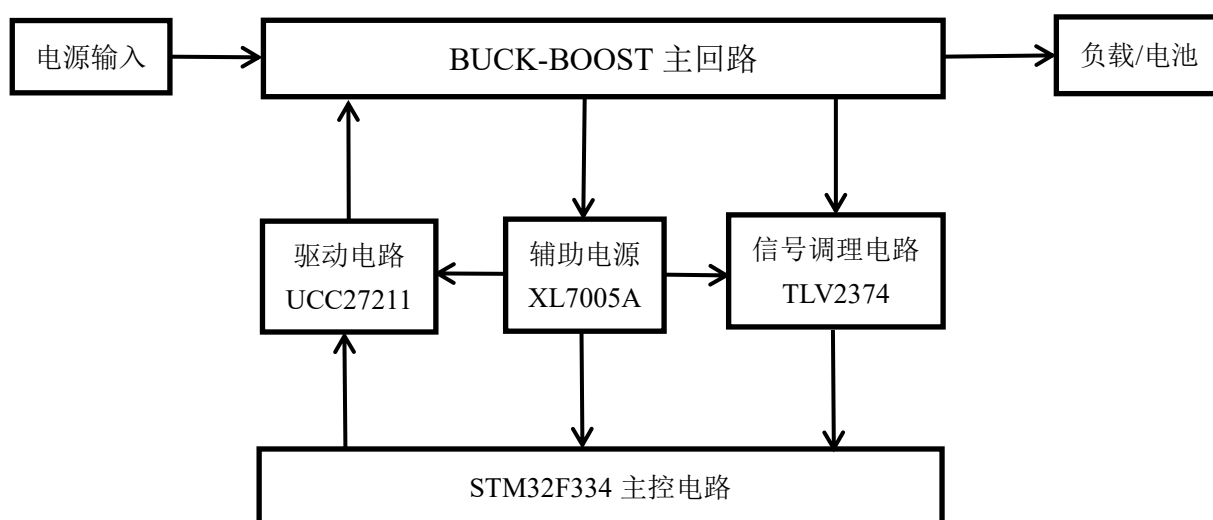 电源输入
BUCK-BOOST 主回路
负载/电池
驱动电路
UCC27211
辅助电源
XL7005A
信号调理电路
TLV2374
STM32F334 主控电路